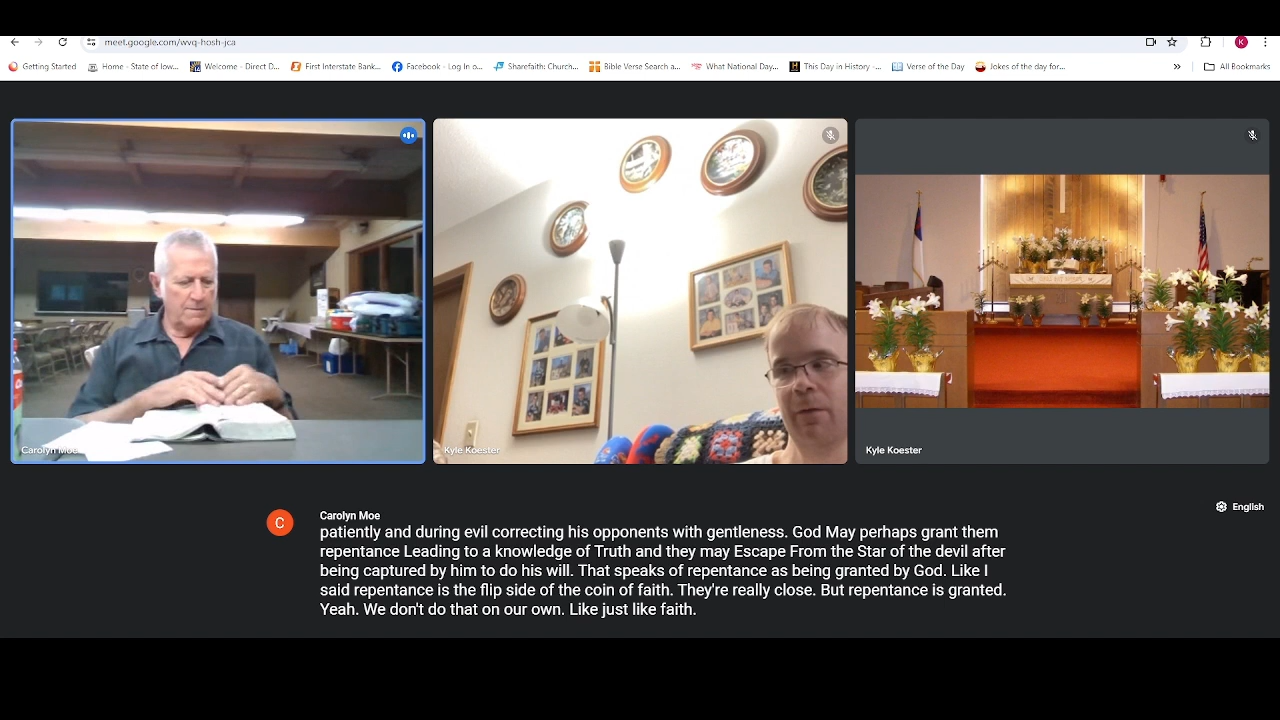 meet.google.com/wvq-hosh-jca
Getting Started Home - State of Iow... Welcome - Direct D... First Interstate Bank... Facebook - Log In o... Sharefaith: Church... Bible Verse Search a... What National Day... This Day in History -... Verse of the Day Jokes of the day for... » All Bookmarks
K
Carolyn Moe
Kyle Koester
Kyle Koester
English
C
Carolyn Moe
patiently and during evil correcting his opponents with gentleness. God May perhaps grant them
repentance Leading to a knowledge of Truth and they may Escape From the Star of the devil after
being captured by him to do his will. That speaks of repentance as being granted by God. Like I
said repentance is the flip side of the coin of faith. They're really close. But repentance is granted.
Yeah. We don't do that on our own. Like just like faith.